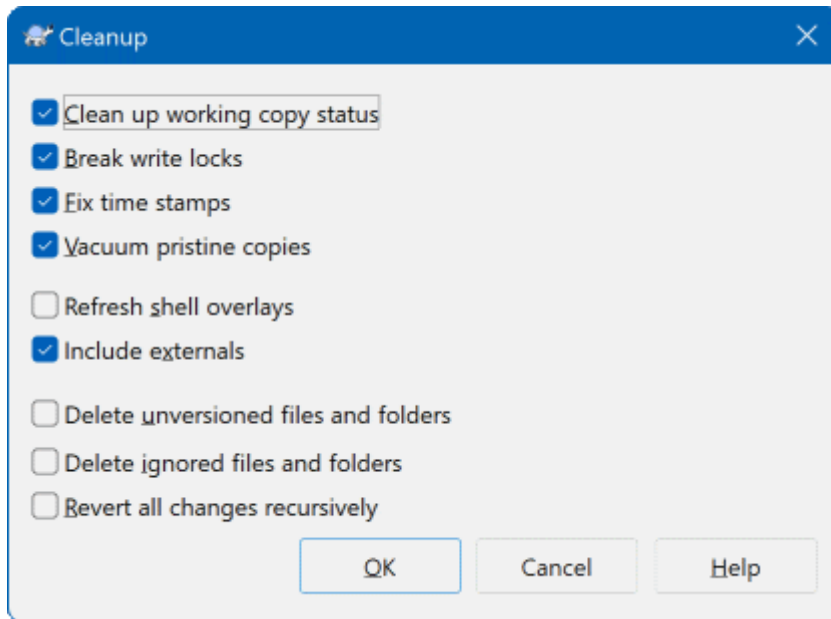 Cleanup
Clean up working copy status
Break write locks
Fix time stamps
Vacuum pristine copies
Refresh shell overlays
Include externals
Delete unversioned files and folders
Delete ignored files and folders
Revert all changes recursively
OK Cancel Help